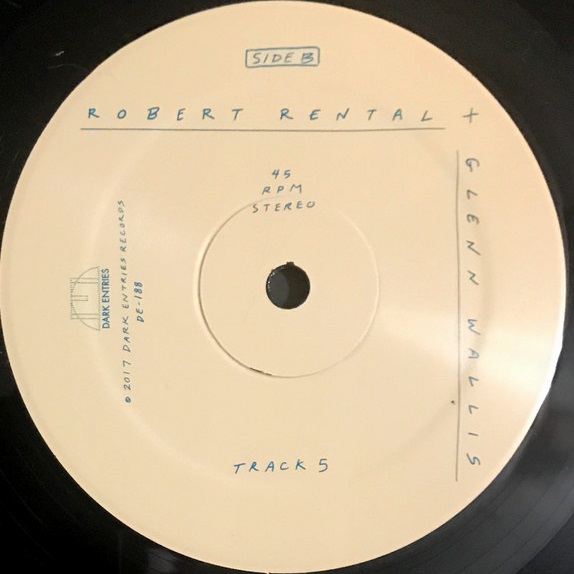 SIDE B
ROBERT RENTAL +
GLENN WALLIS
45
RPM
STEREO
DARK ENTRIES
© 2017 DARK ENTRIES RECORDS
DE-188
TRACK 5